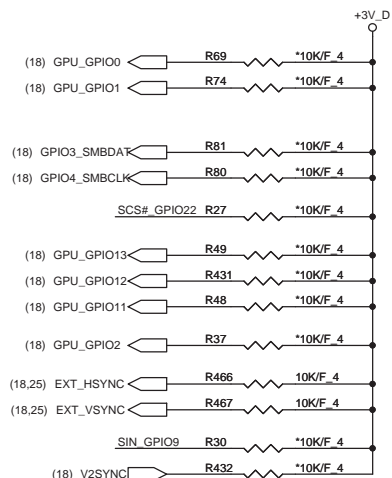 +3V_D
(18) GPU_GPIO0 R69 *10K/F_4
(18) GPU_GPIO1 R74 *10K/F_4
(18) GPIO3_SMBDAT R81 *10K/F_4
(18) GPIO4_SMBCLK R80 *10K/F_4
SCS#_GPIO22 R27 *10K/F_4
(18) GPU_GPIO13 R49 *10K/F_4
(18) GPU_GPIO12 R431 *10K/F_4
(18) GPU_GPIO11 R48 *10K/F_4
(18) GPU_GPIO2 R37 *10K/F_4
(18,25) EXT_HSYNC R466 10K/F_4
(18,25) EXT_VSYNC R467 10K/F_4
SIN_GPIO9 R30 *10K/F_4
(18) V2SYNC R432 *10K/F_4